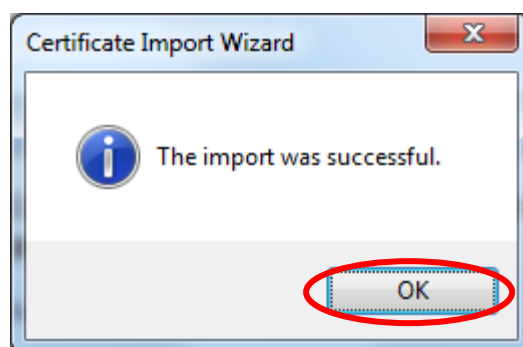 Certificate Import Wizard
The import was successful.
OK